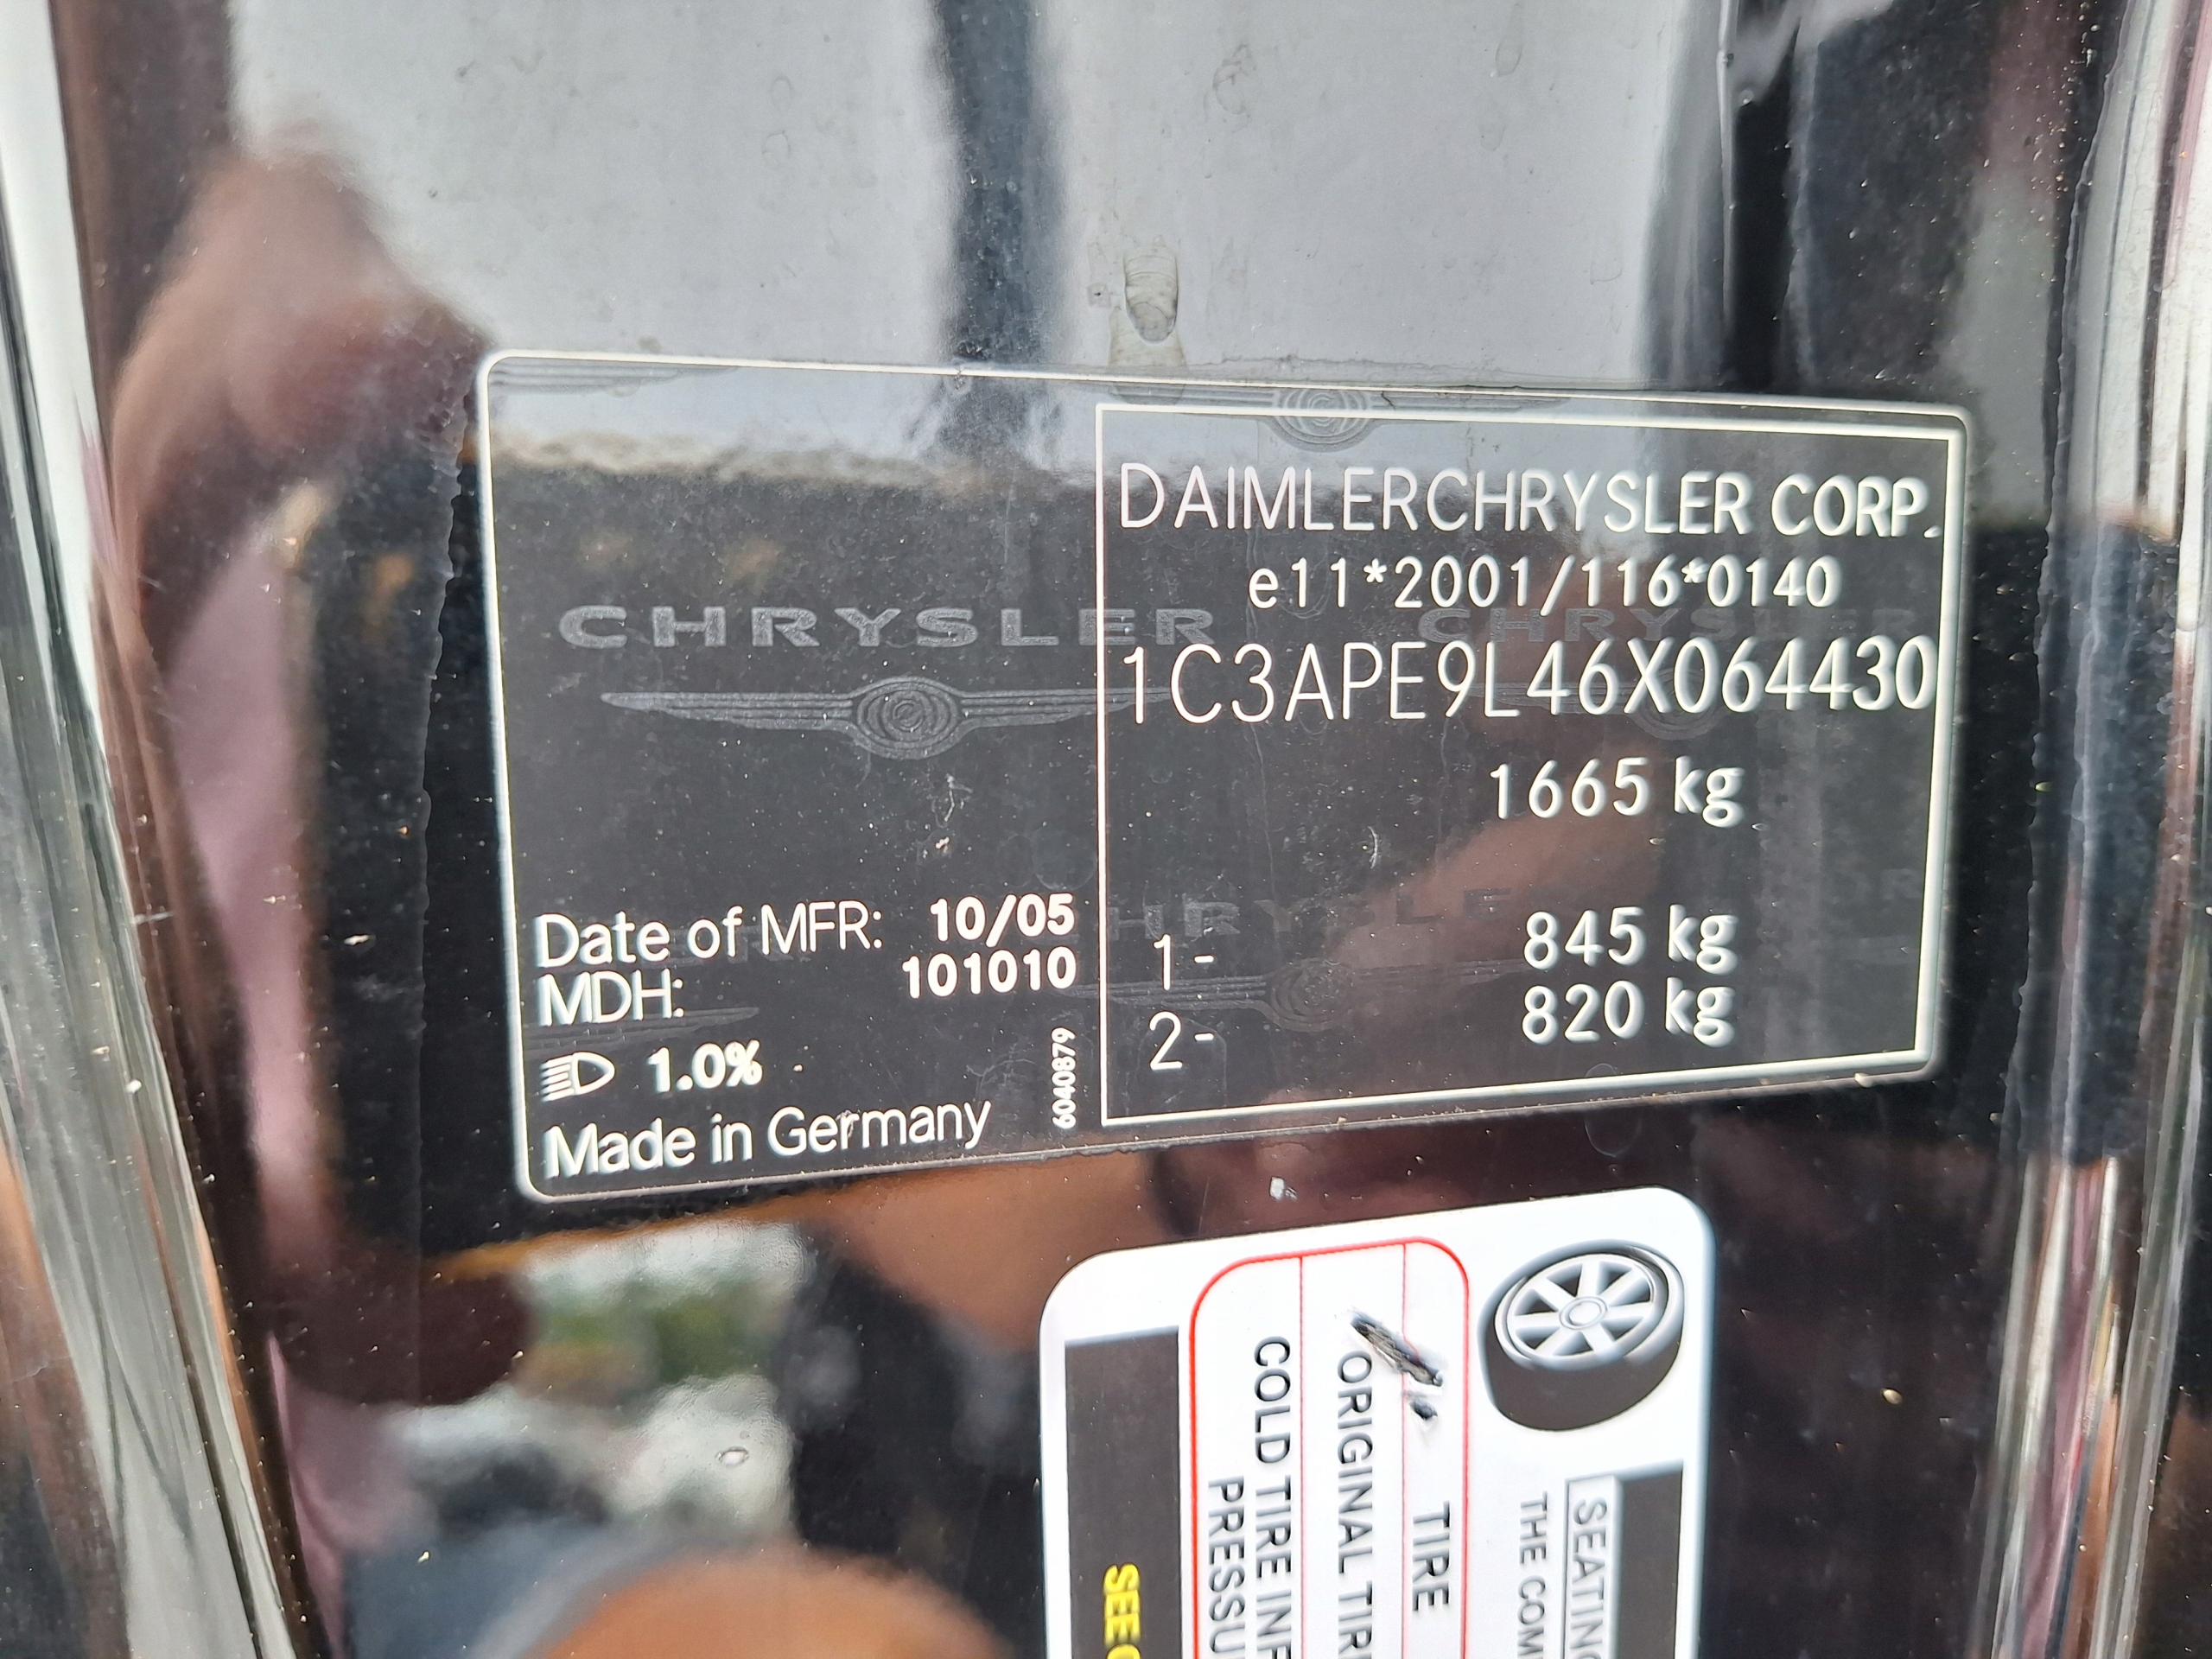 DAIMLERCHRYSLER CORP.
e11*2001/116*0140
CHRYSLER
1C3APE9L46X064430
1665 kg
Date of MFR: 10/05
MDH: 101010
1.0%
Made in Germany
6040879
1- 845 kg
2- 820 kg
SEATING
THE COM
TIRE
ORIGINAL TIR
COLD TIRE INF
PRESSU
SEE